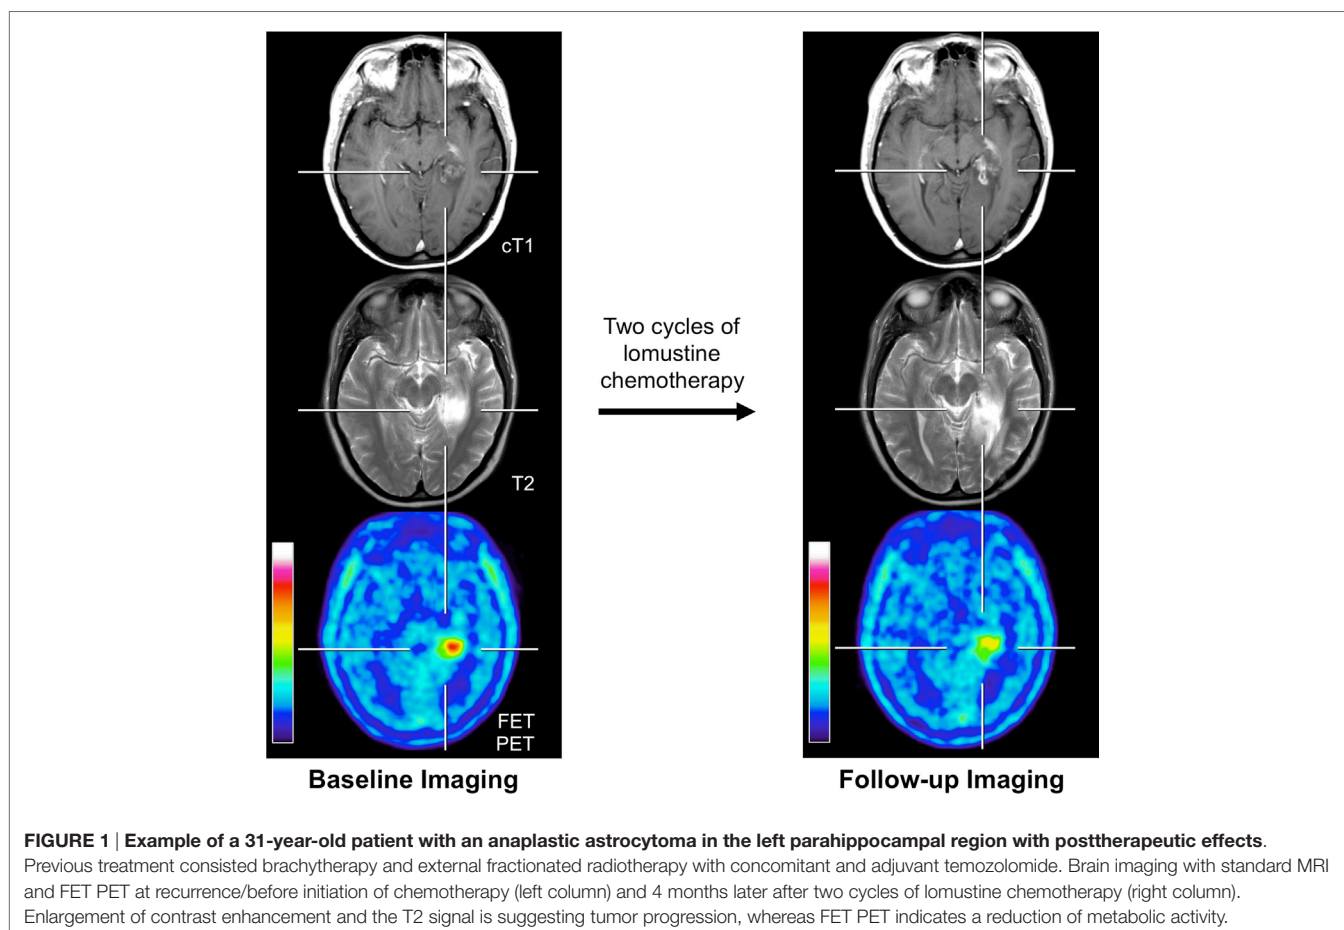 cT1
T2
FET
PET
Two cycles of
lomustine
chemotherapy
Baseline Imaging
Follow-up Imaging
FIGURE 1 | Example of a 31-year-old patient with an anaplastic astrocytoma in the left parahippocampal region with posttherapeutic effects.
Previous treatment consisted brachytherapy and external fractionated radiotherapy with concomitant and adjuvant temozolomide. Brain imaging with standard MRI
and FET PET at recurrence/before initiation of chemotherapy (left column) and 4 months later after two cycles of lomustine chemotherapy (right column).
Enlargement of contrast enhancement and the T2 signal is suggesting tumor progression, whereas FET PET indicates a reduction of metabolic activity.